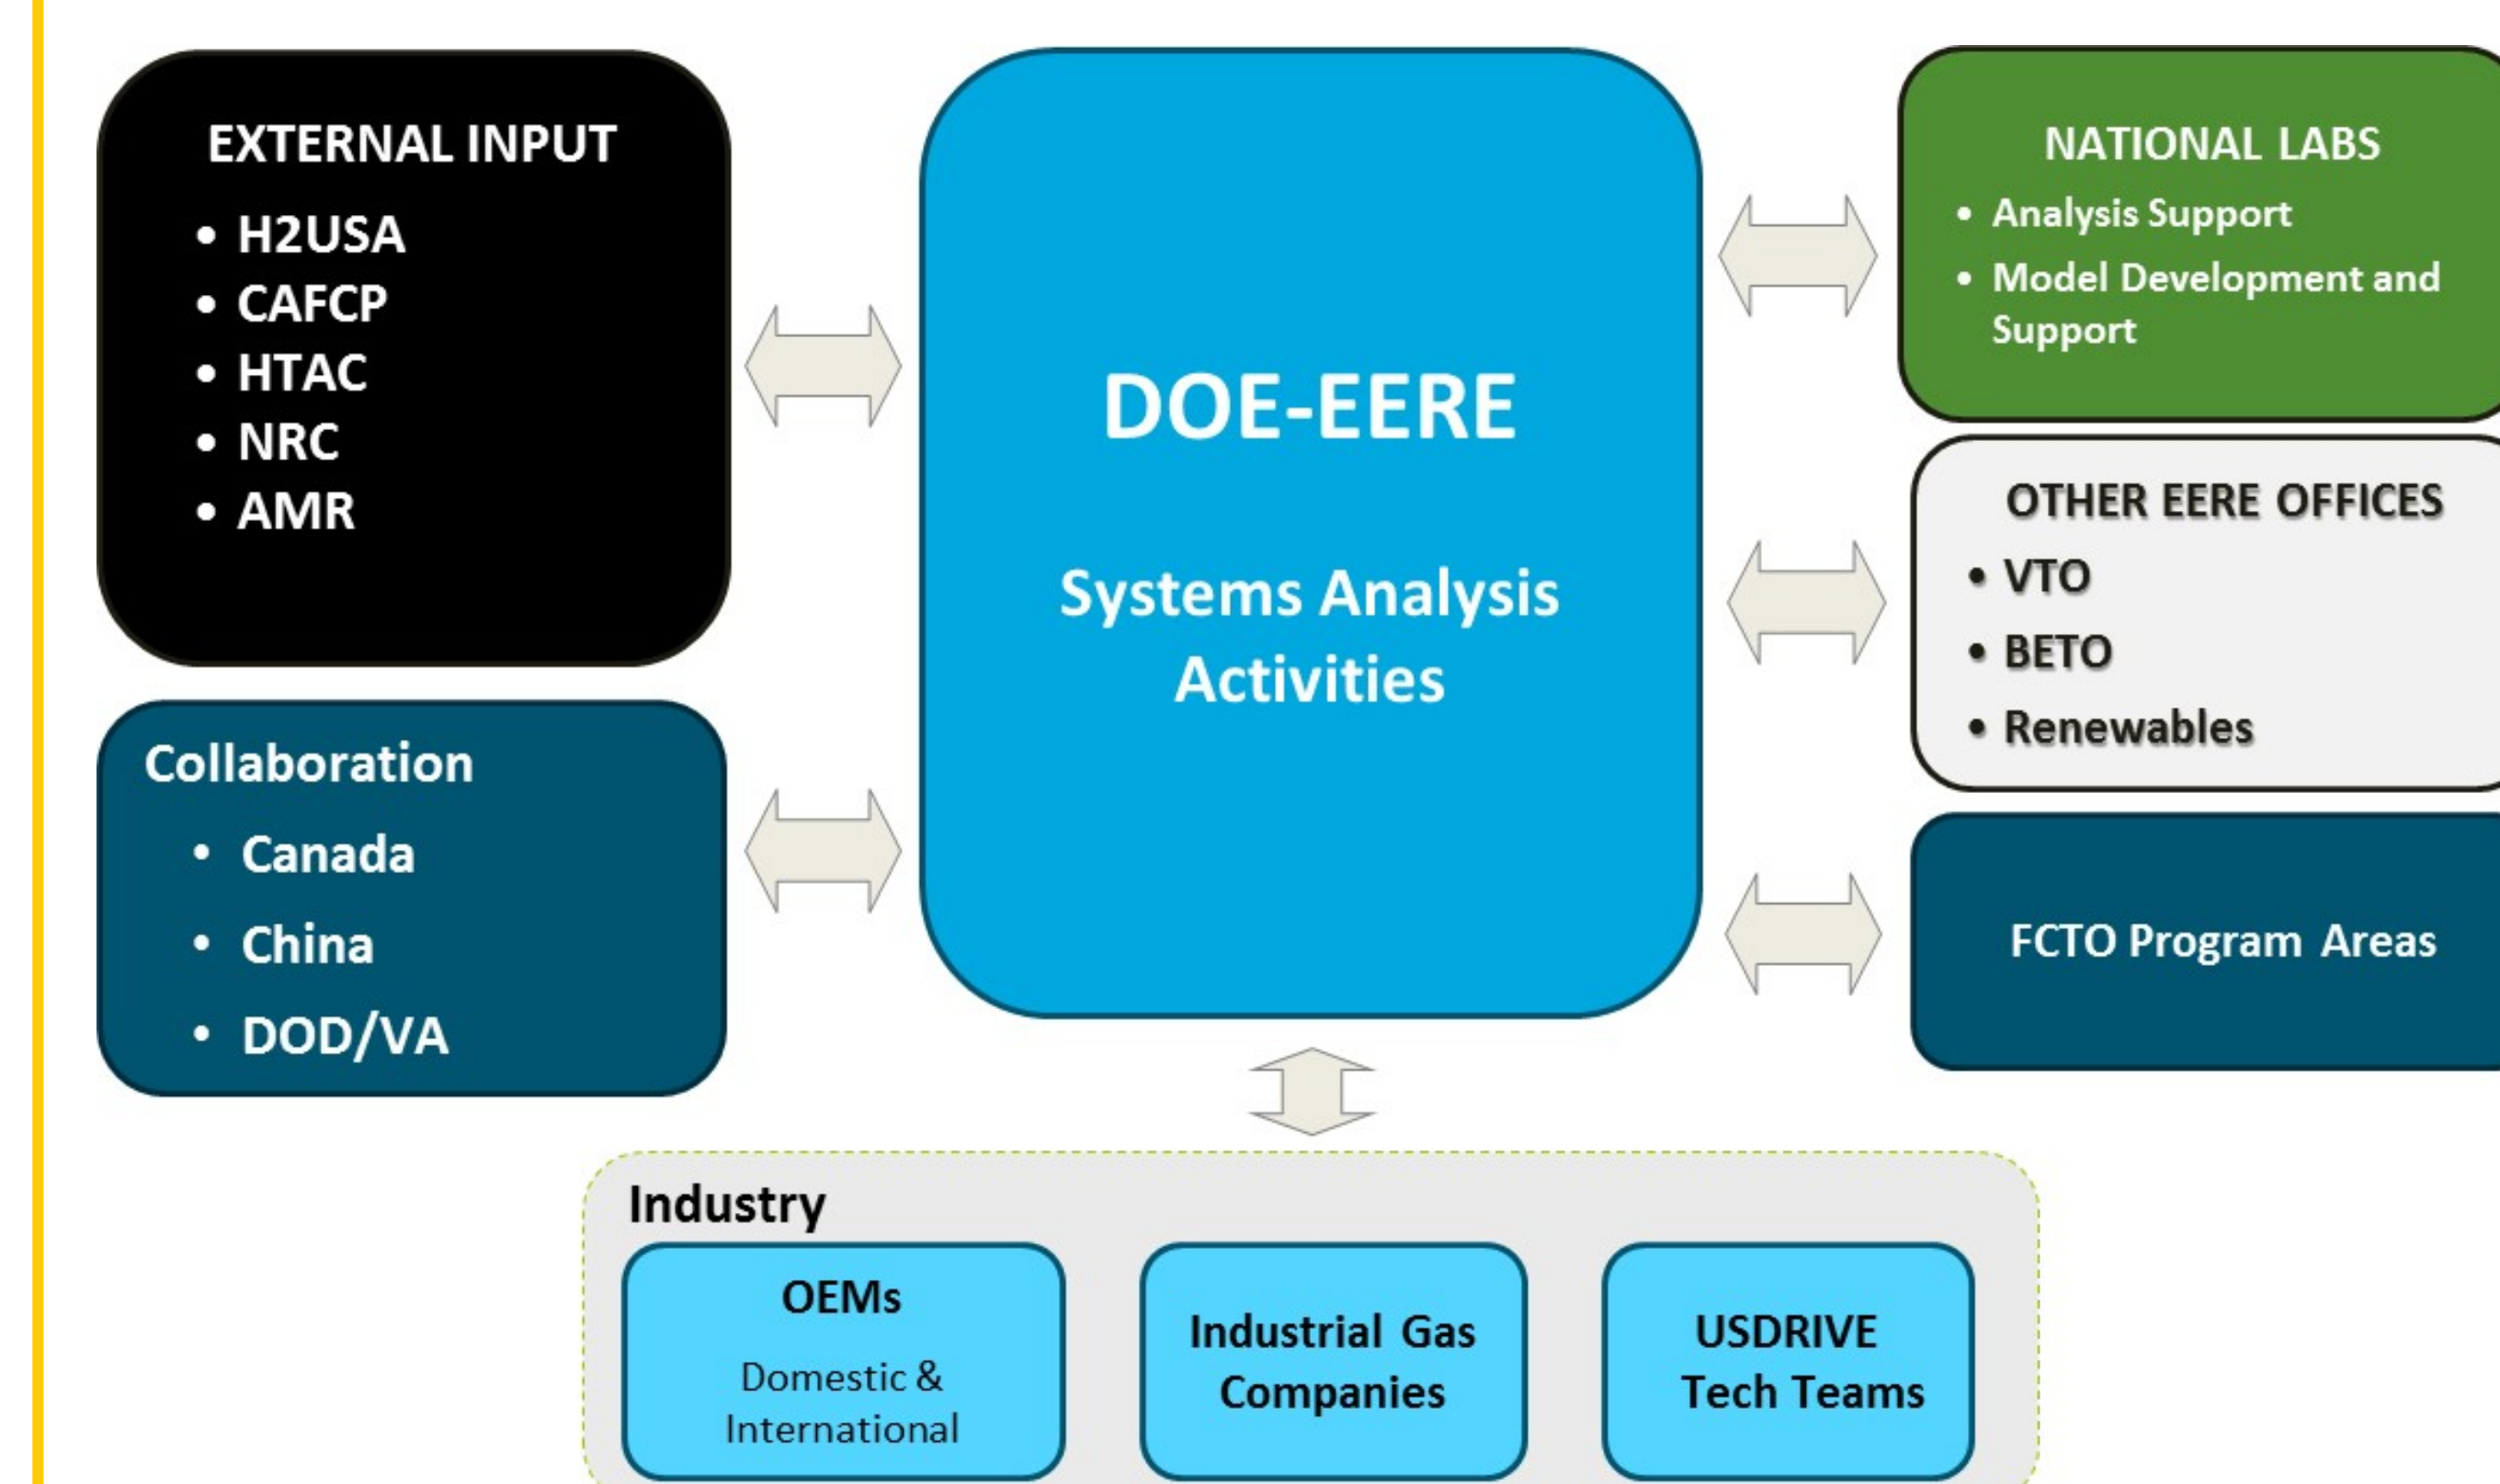 EXTERNAL INPUT
• H2USA
• CAFCP
• HTAC
• NRC
• AMR
Collaboration
• Canada
• China
• DOD/VA
DOE-EERE
Systems Analysis
Activities
NATIONAL LABS
• Analysis Support
• Model Development and
Support
OTHER EERE OFFICES
• VTO
• BETO
• Renewables
FCTO Program Areas
Industry
OEMs
Domestic &
International
Industrial Gas
Companies
USDRIVE
Tech Teams